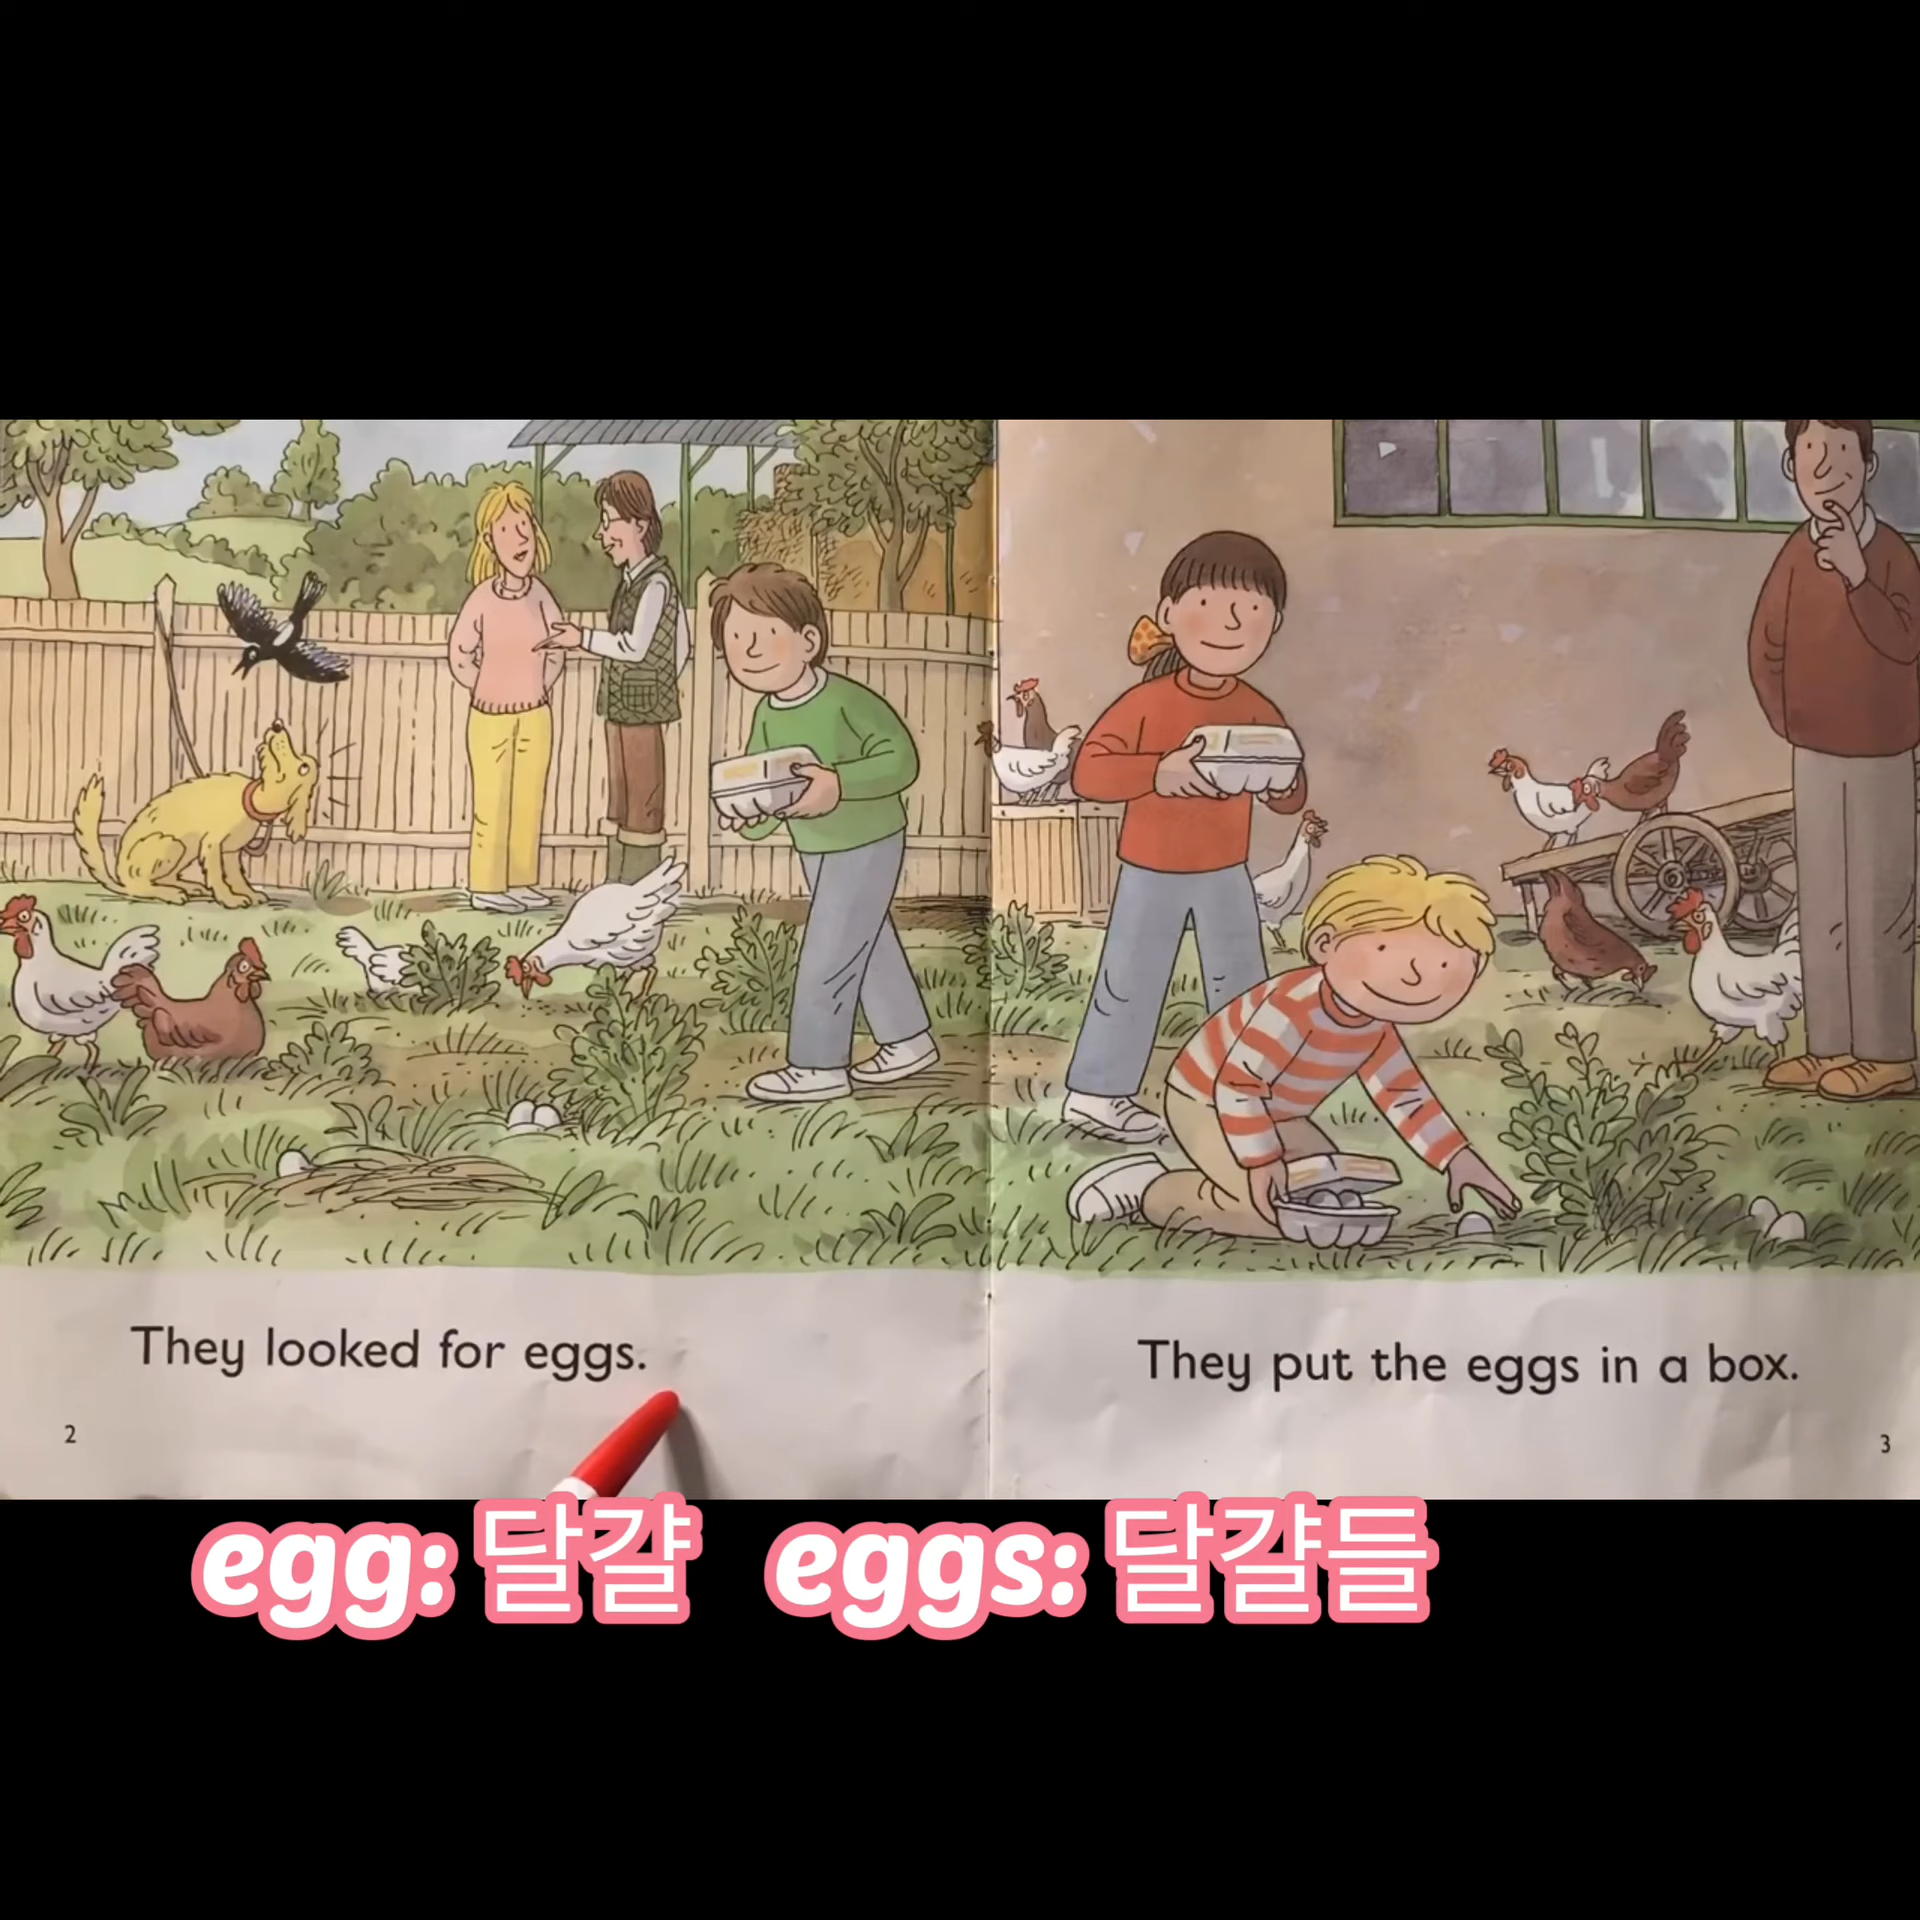 They looked for eggs.
They put the eggs in a box.
2
3
egg: 달걀 eggs: 달걀들